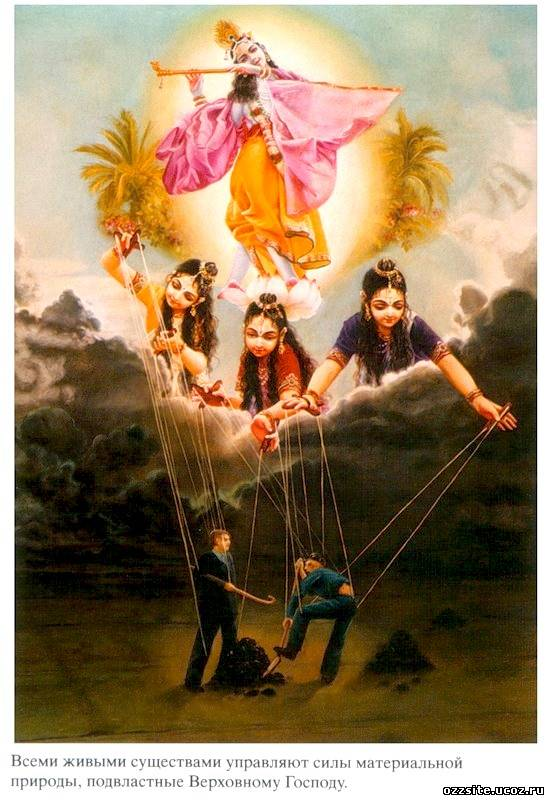 Всеми живыми существами управляют силы материальной
природы, подвластные Верховному Господу.
ozzsite.ucoz.ru